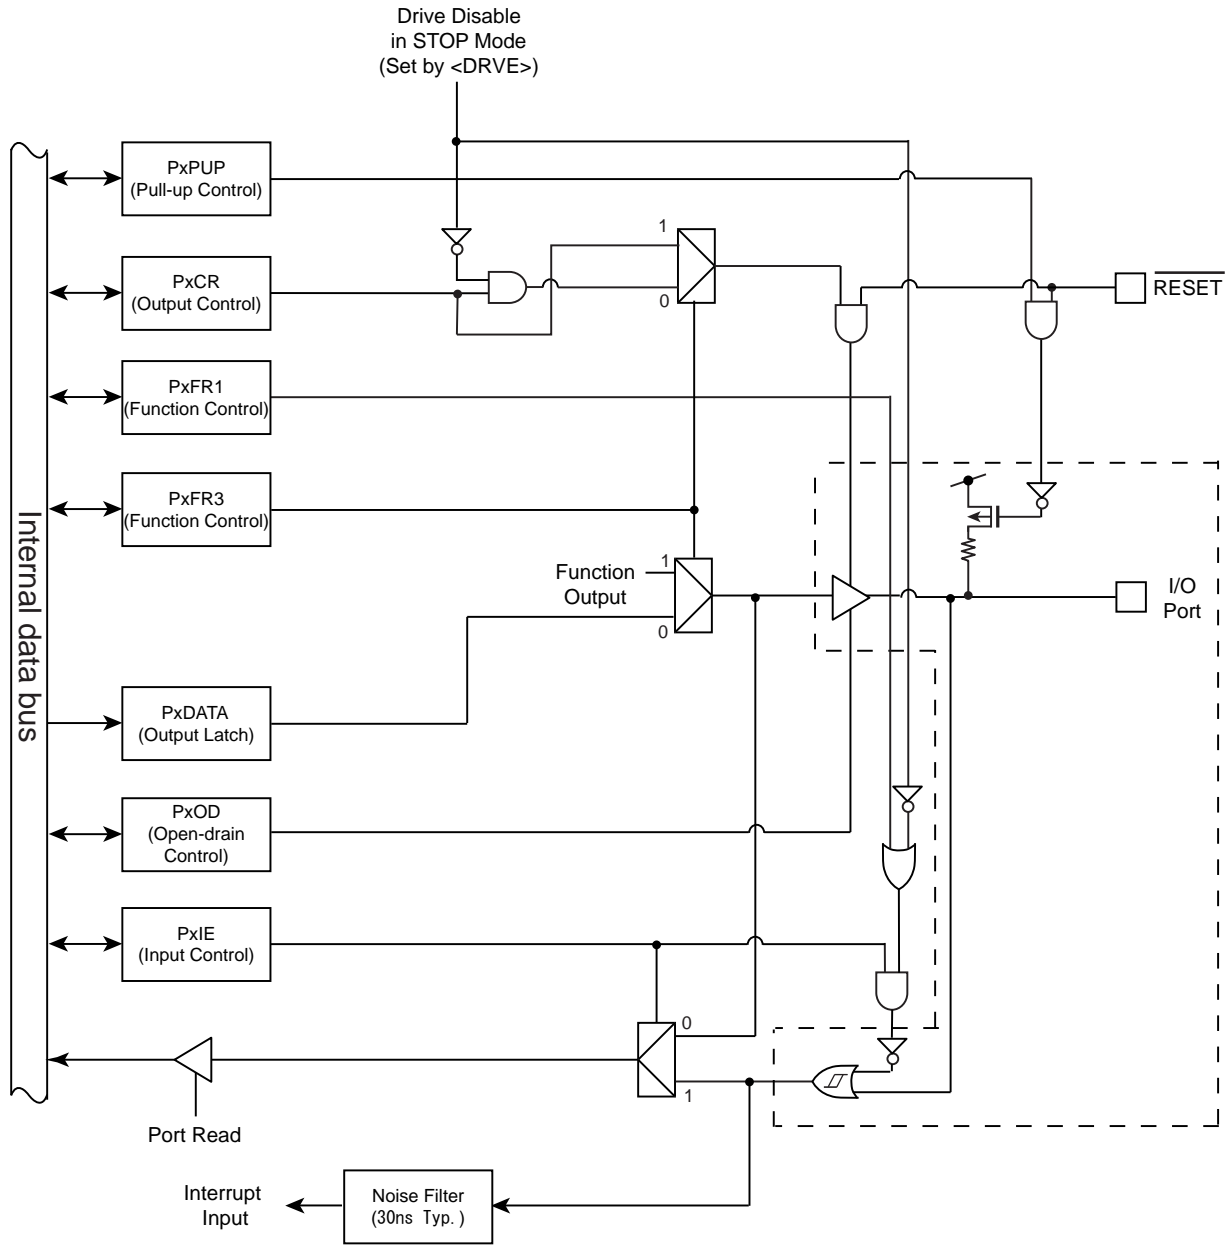 Drive Disable
in STOP Mode
(Set by <DRVE>)
PxPUP
(Pull-up Control)
1
PxCR
(Output Control)
0
RESET
PxFR1
(Function Control)
PxFR3
(Function Control)
Internal data bus
1
Function
Output
0
I/O
Port
PxDATA
(Output Latch)
PxOD
(Open-drain
Control)
PxIE
(Input Control)
0
1
Port Read
Interrupt
Input
Noise Filter
(30ns Typ.)